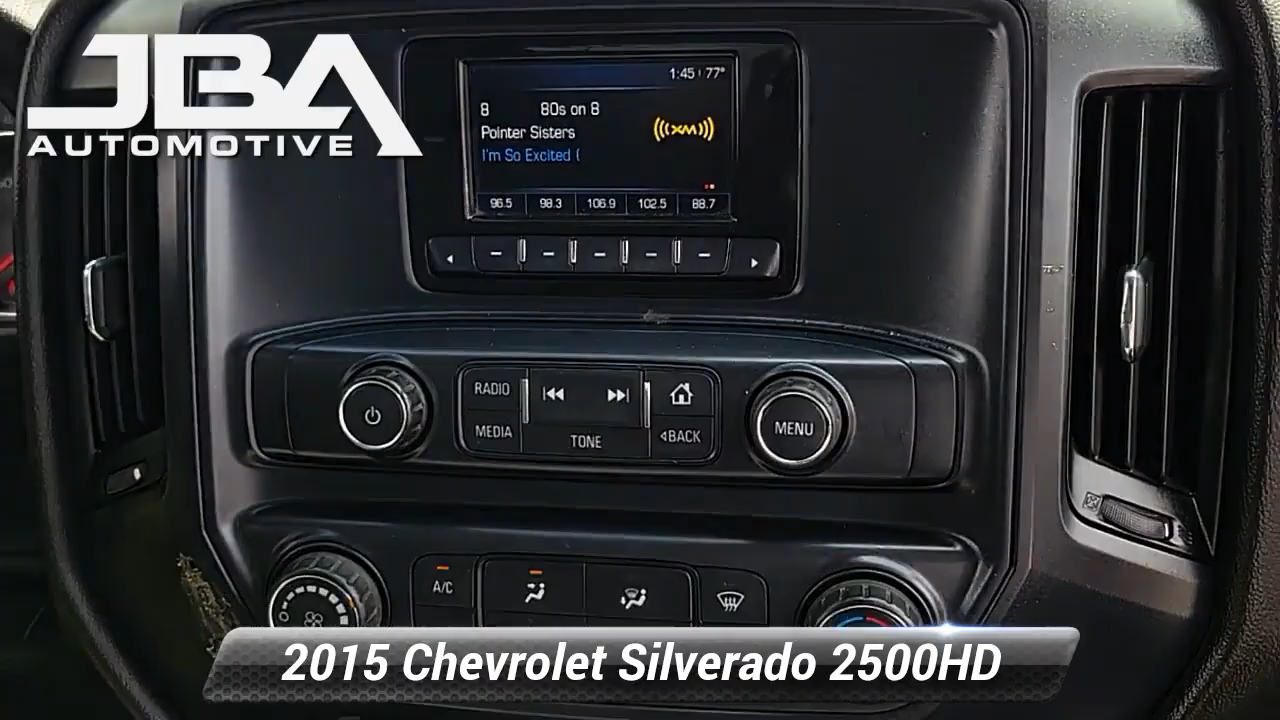 JBA
AUTOMOTIVE
1:45 77°
8 80s on 8
Pointer Sisters
((( XM )))
I'm So Excited (
96.5 98.3 106.9 102.5 88.7
RADIO
MEDIA
TONE
BACK
MENU
A/C
2015 Chevrolet Silverado 2500HD